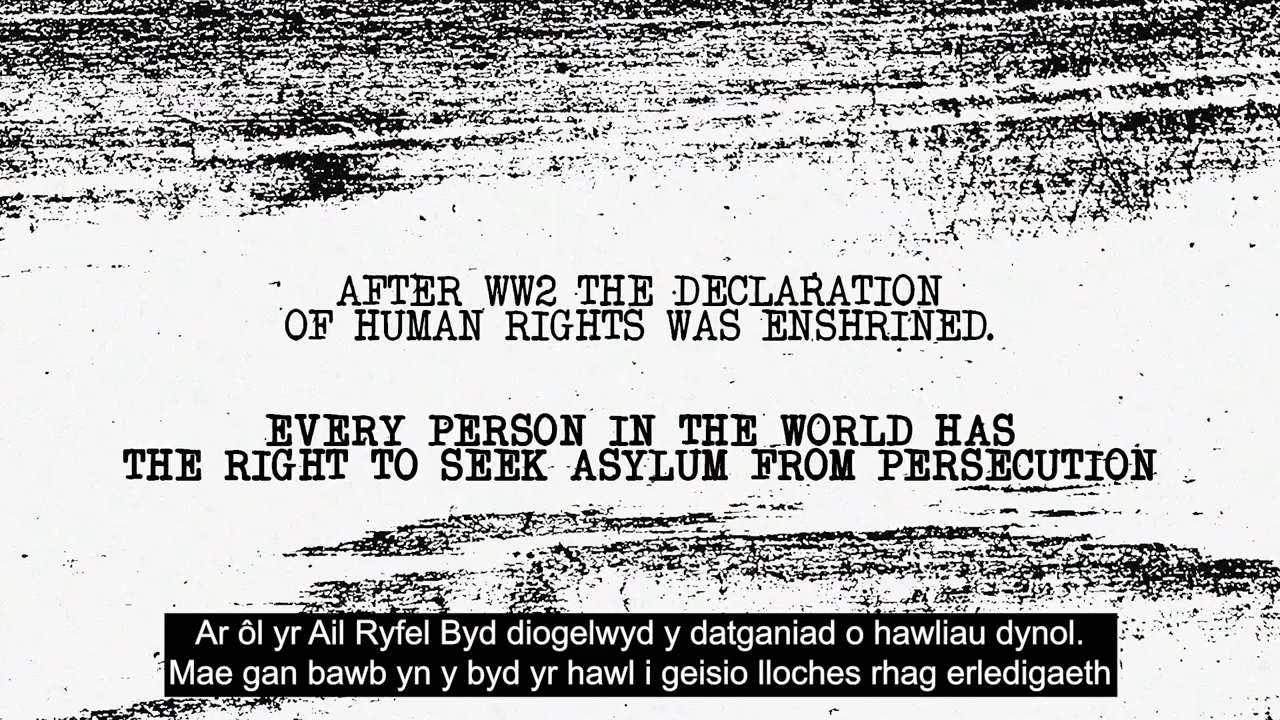 AFTER WW2 THE DECLARATION
OF HUMAN RIGHTS WAS ENSHRINED.
EVERY PERSON IN THE WORLD HAS
THE RIGHT TO SEEK ASYLUM FROM PERSECUTION
Ar ôl yr Ail Ryfel Byd diogelwyd y datganiad o hawliau dynol.
Mae gan bawb yn y byd yr hawl i geisio lloches rhag erledigaeth